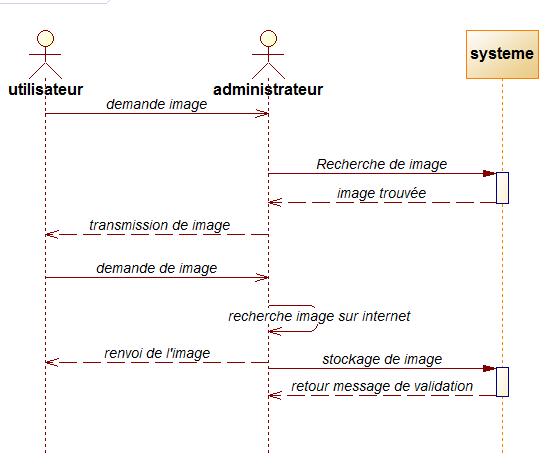 systeme
utilisateur
administrateur
demande image
Recherche de image
image trouvée
transmission de image
demande de image
recherche image sur internet
renvoi de l'image
stockage de image
retour message de validation